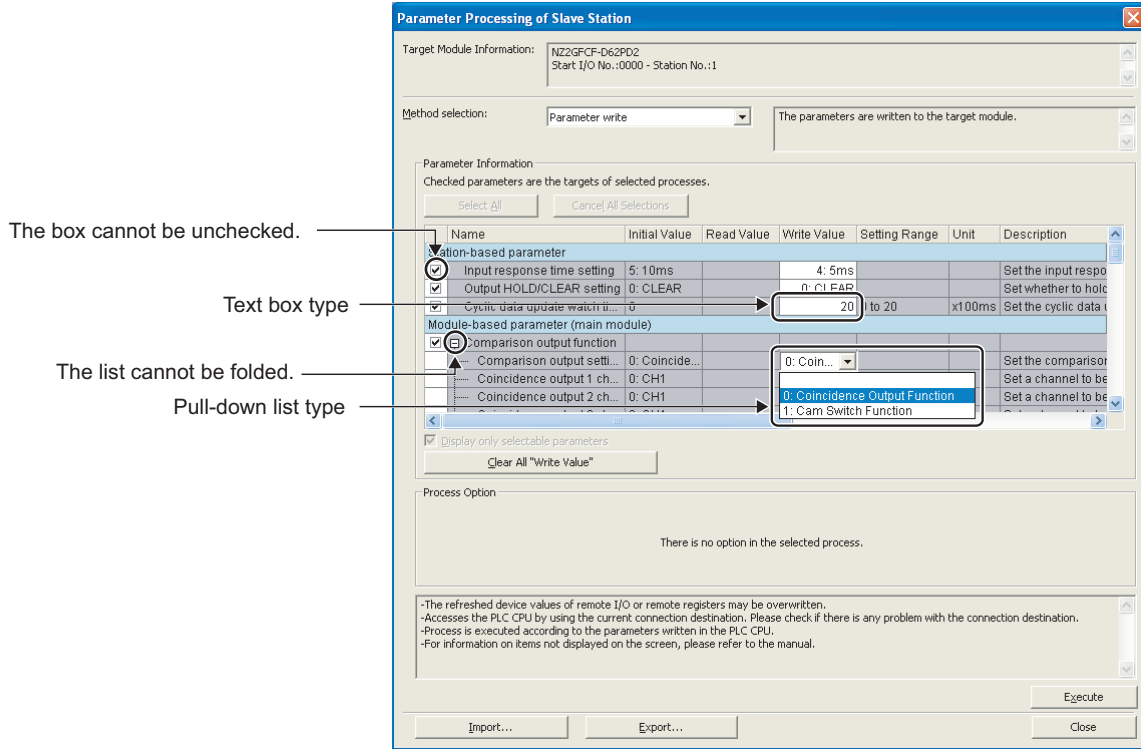 Parameter Processing of Slave Station
Target Module Information:
NZ2GFCF-D62PD2
Start I/O No.:0000 - Station No.:1
Method selection:
Parameter write
The parameters are written to the target module.
Parameter Information
Checked parameters are the targets of selected processes.
Select All
Cancel All Selections
The box cannot be unchecked.
Name Initial Value Read Value Write Value Setting Range Unit Description
Station-based parameter
Input response time setting 5: 10ms 4: 5ms Set the input respo
Output HOLD/CLEAR setting 0: CLEAR 0: CLEAR Set whether to hold
Text box type
Cyclic data update watch ti... 0 20 to 20 x100ms Set the cyclic data
Module-based parameter (main module)
Comparison output function
The list cannot be folded.
Comparison output setti... 0: Coincide... 0: Coin... Set the comparison
Coincidence output 1 ch... 0: CH1 Set a channel to be
Coincidence output 2 ch... 0: CH1 Set a channel to be
Pull-down list type
0: Coincidence Output Function
1: Cam Switch Function
Display only selectable parameters
Clear All "Write Value"
Process Option
There is no option in the selected process.
-The refreshed device values of remote I/O or remote registers may be overwritten.
-Accesses the PLC CPU by using the current connection destination. Please check if there is any problem with the connection destination.
-Process is executed according to the parameters written in the PLC CPU.
-For information on items not displayed on the screen, please refer to the manual.
Execute
Import...
Export...
Close